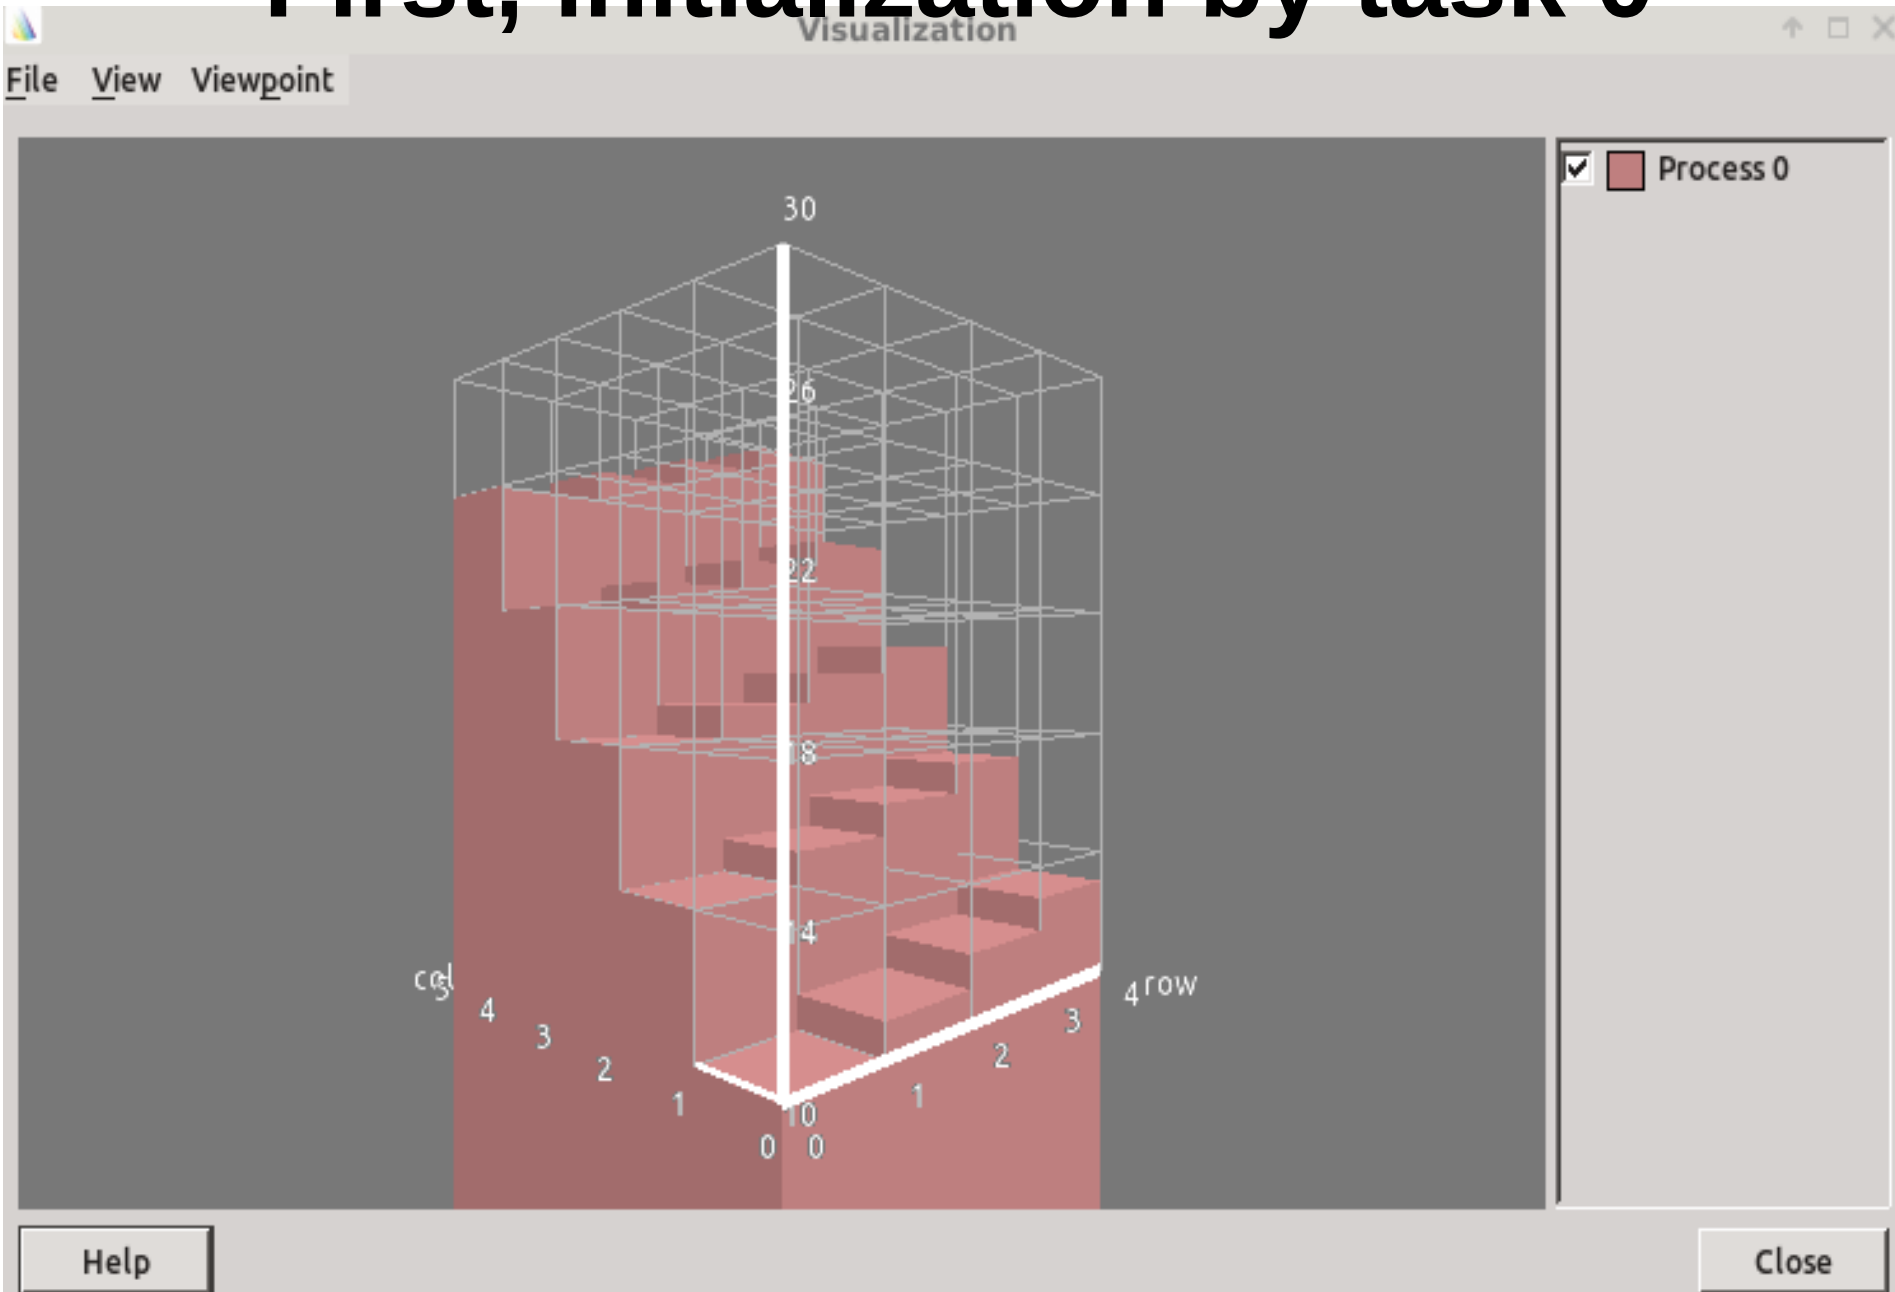 First, initialization by task 0
Visualization
File View Viewpoint
Process 0
30
26
22
18
14
10
col
5
4
3
2
1
0
0
1
2
3
4
row
Help
Close